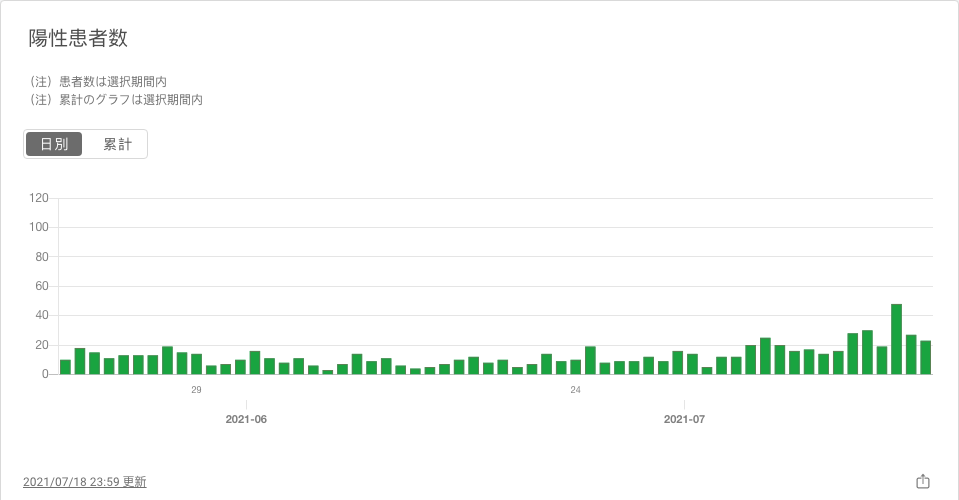 陽性患者数
（注）患者数は選択期間内
（注）累計のグラフは選択期間内
日別 累計
120
100
80
60
40
20
0
29 24
2021-06 2021-07
2021/07/18 23:59 更新